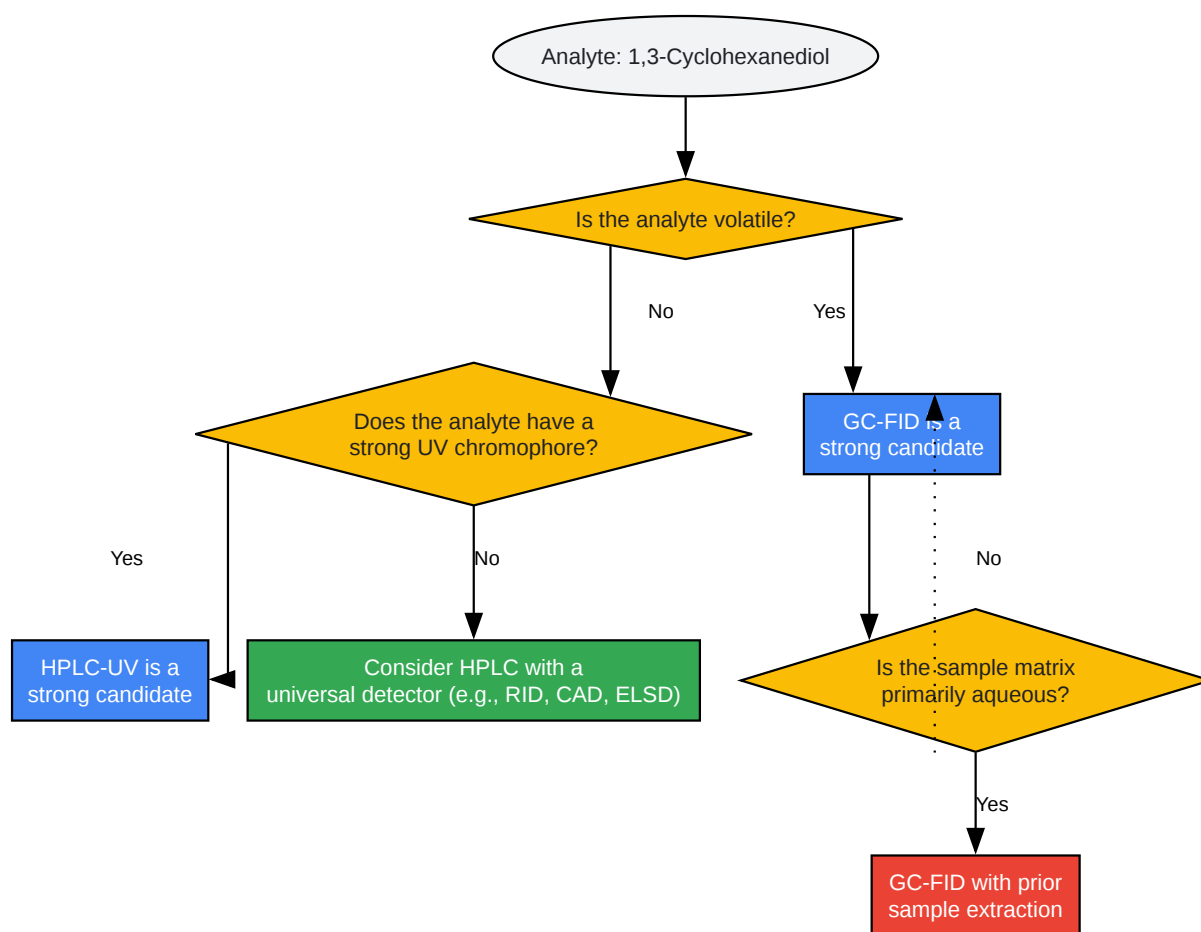 Analyte: 1,3-Cyclohexanediol
Is the analyte volatile?
No
Yes
Does the analyte have a
strong UV chromophore?
GC-FID is a
strong candidate
Yes
No
No
HPLC-UV is a
strong candidate
Consider HPLC with a
universal detector (e.g., RID, CAD, ELSD)
Is the sample matrix
primarily aqueous?
Yes
GC-FID with prior
sample extraction